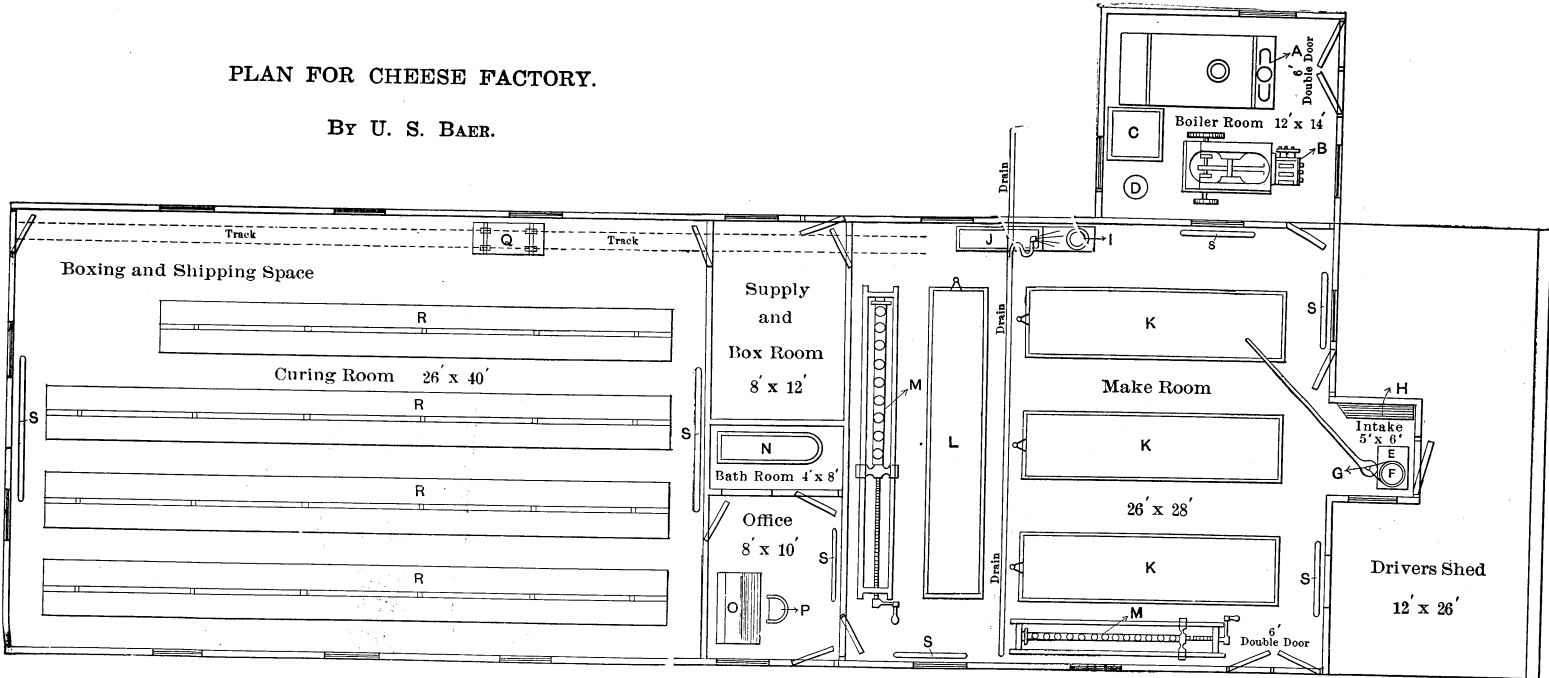 PLAN FOR CHEESE FACTORY.
BY U. S. BAER.
A
6' Double Door
Boiler Room 12' x 14'
C
B
D
Drain
Track
Q
Track
J
I
S
Boxing and Shipping Space
R
Supply
and
Box Room
8' x 12'
Drain
K
S
Curing Room 26' x 40'
R
S
S
M
L
Make Room
K
H
Intake
5' x 6'
E
F
G
N
Bath Room 4' x 8'
R
Office
8' x 10'
S
26' x 28'
Drain
K
S
Drivers Shed
12' x 26'
R
O
P
M
6'
Double Door
S